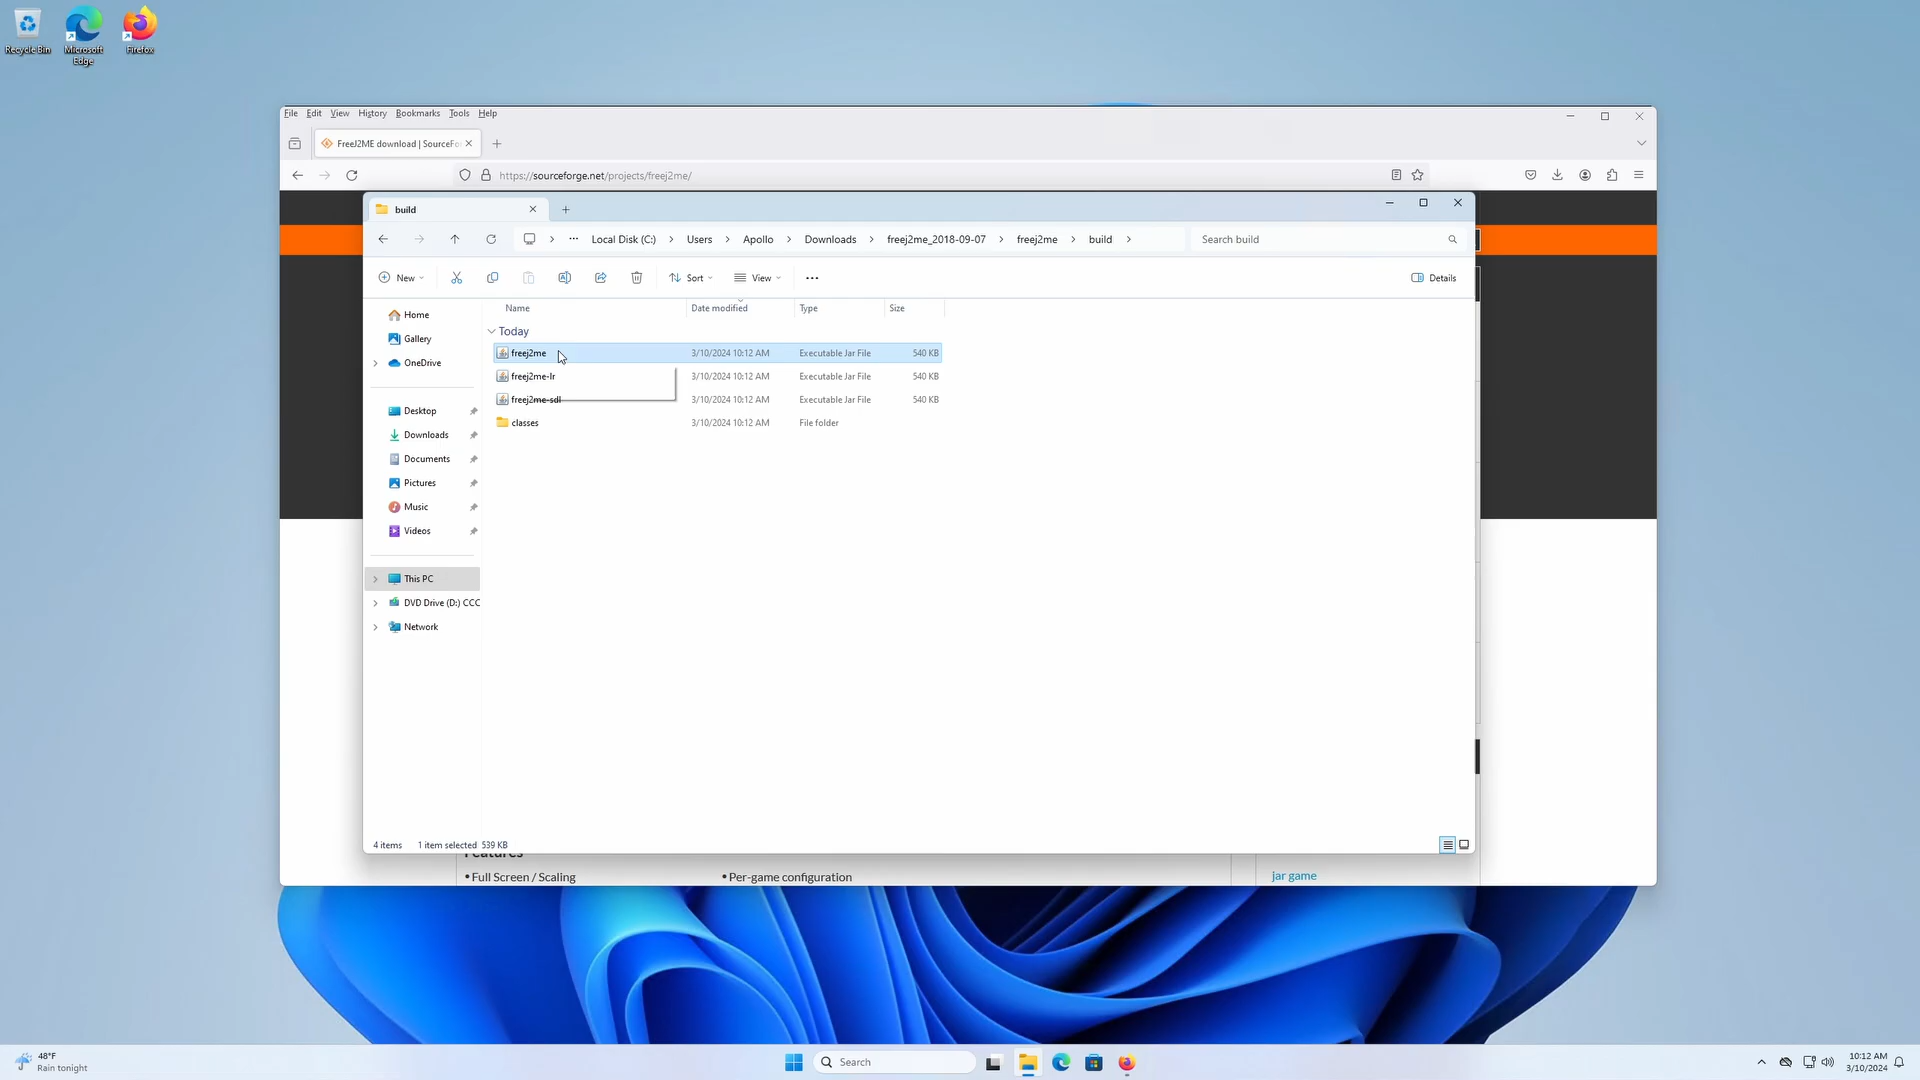 Recycle Bin
Microsoft Edge
Firefox
File Edit View History Bookmarks Tools Help
FreeJ2ME download | SourceFo
https://sourceforge.net/projects/freej2me/
build
Local Disk (C:) Users Apollo Downloads freej2me_2018-09-07 freej2me build
Search build
New Sort View Details
Name Date modified Type Size
Today
freej2me 3/10/2024 10:12 AM Executable Jar File 540 KB
freej2me-lr 3/10/2024 10:12 AM Executable Jar File 540 KB
freej2me-sdl 3/10/2024 10:12 AM Executable Jar File 540 KB
classes 3/10/2024 10:12 AM File folder
Home
Gallery
OneDrive
Desktop
Downloads
Documents
Pictures
Music
Videos
This PC
DVD Drive (D:) CCC
Network
4 items 1 item selected 539 KB
Features
• Full Screen / Scaling
• Per-game configuration
jar game
48°F
Rain tonight
Search
10:12 AM
3/10/2024